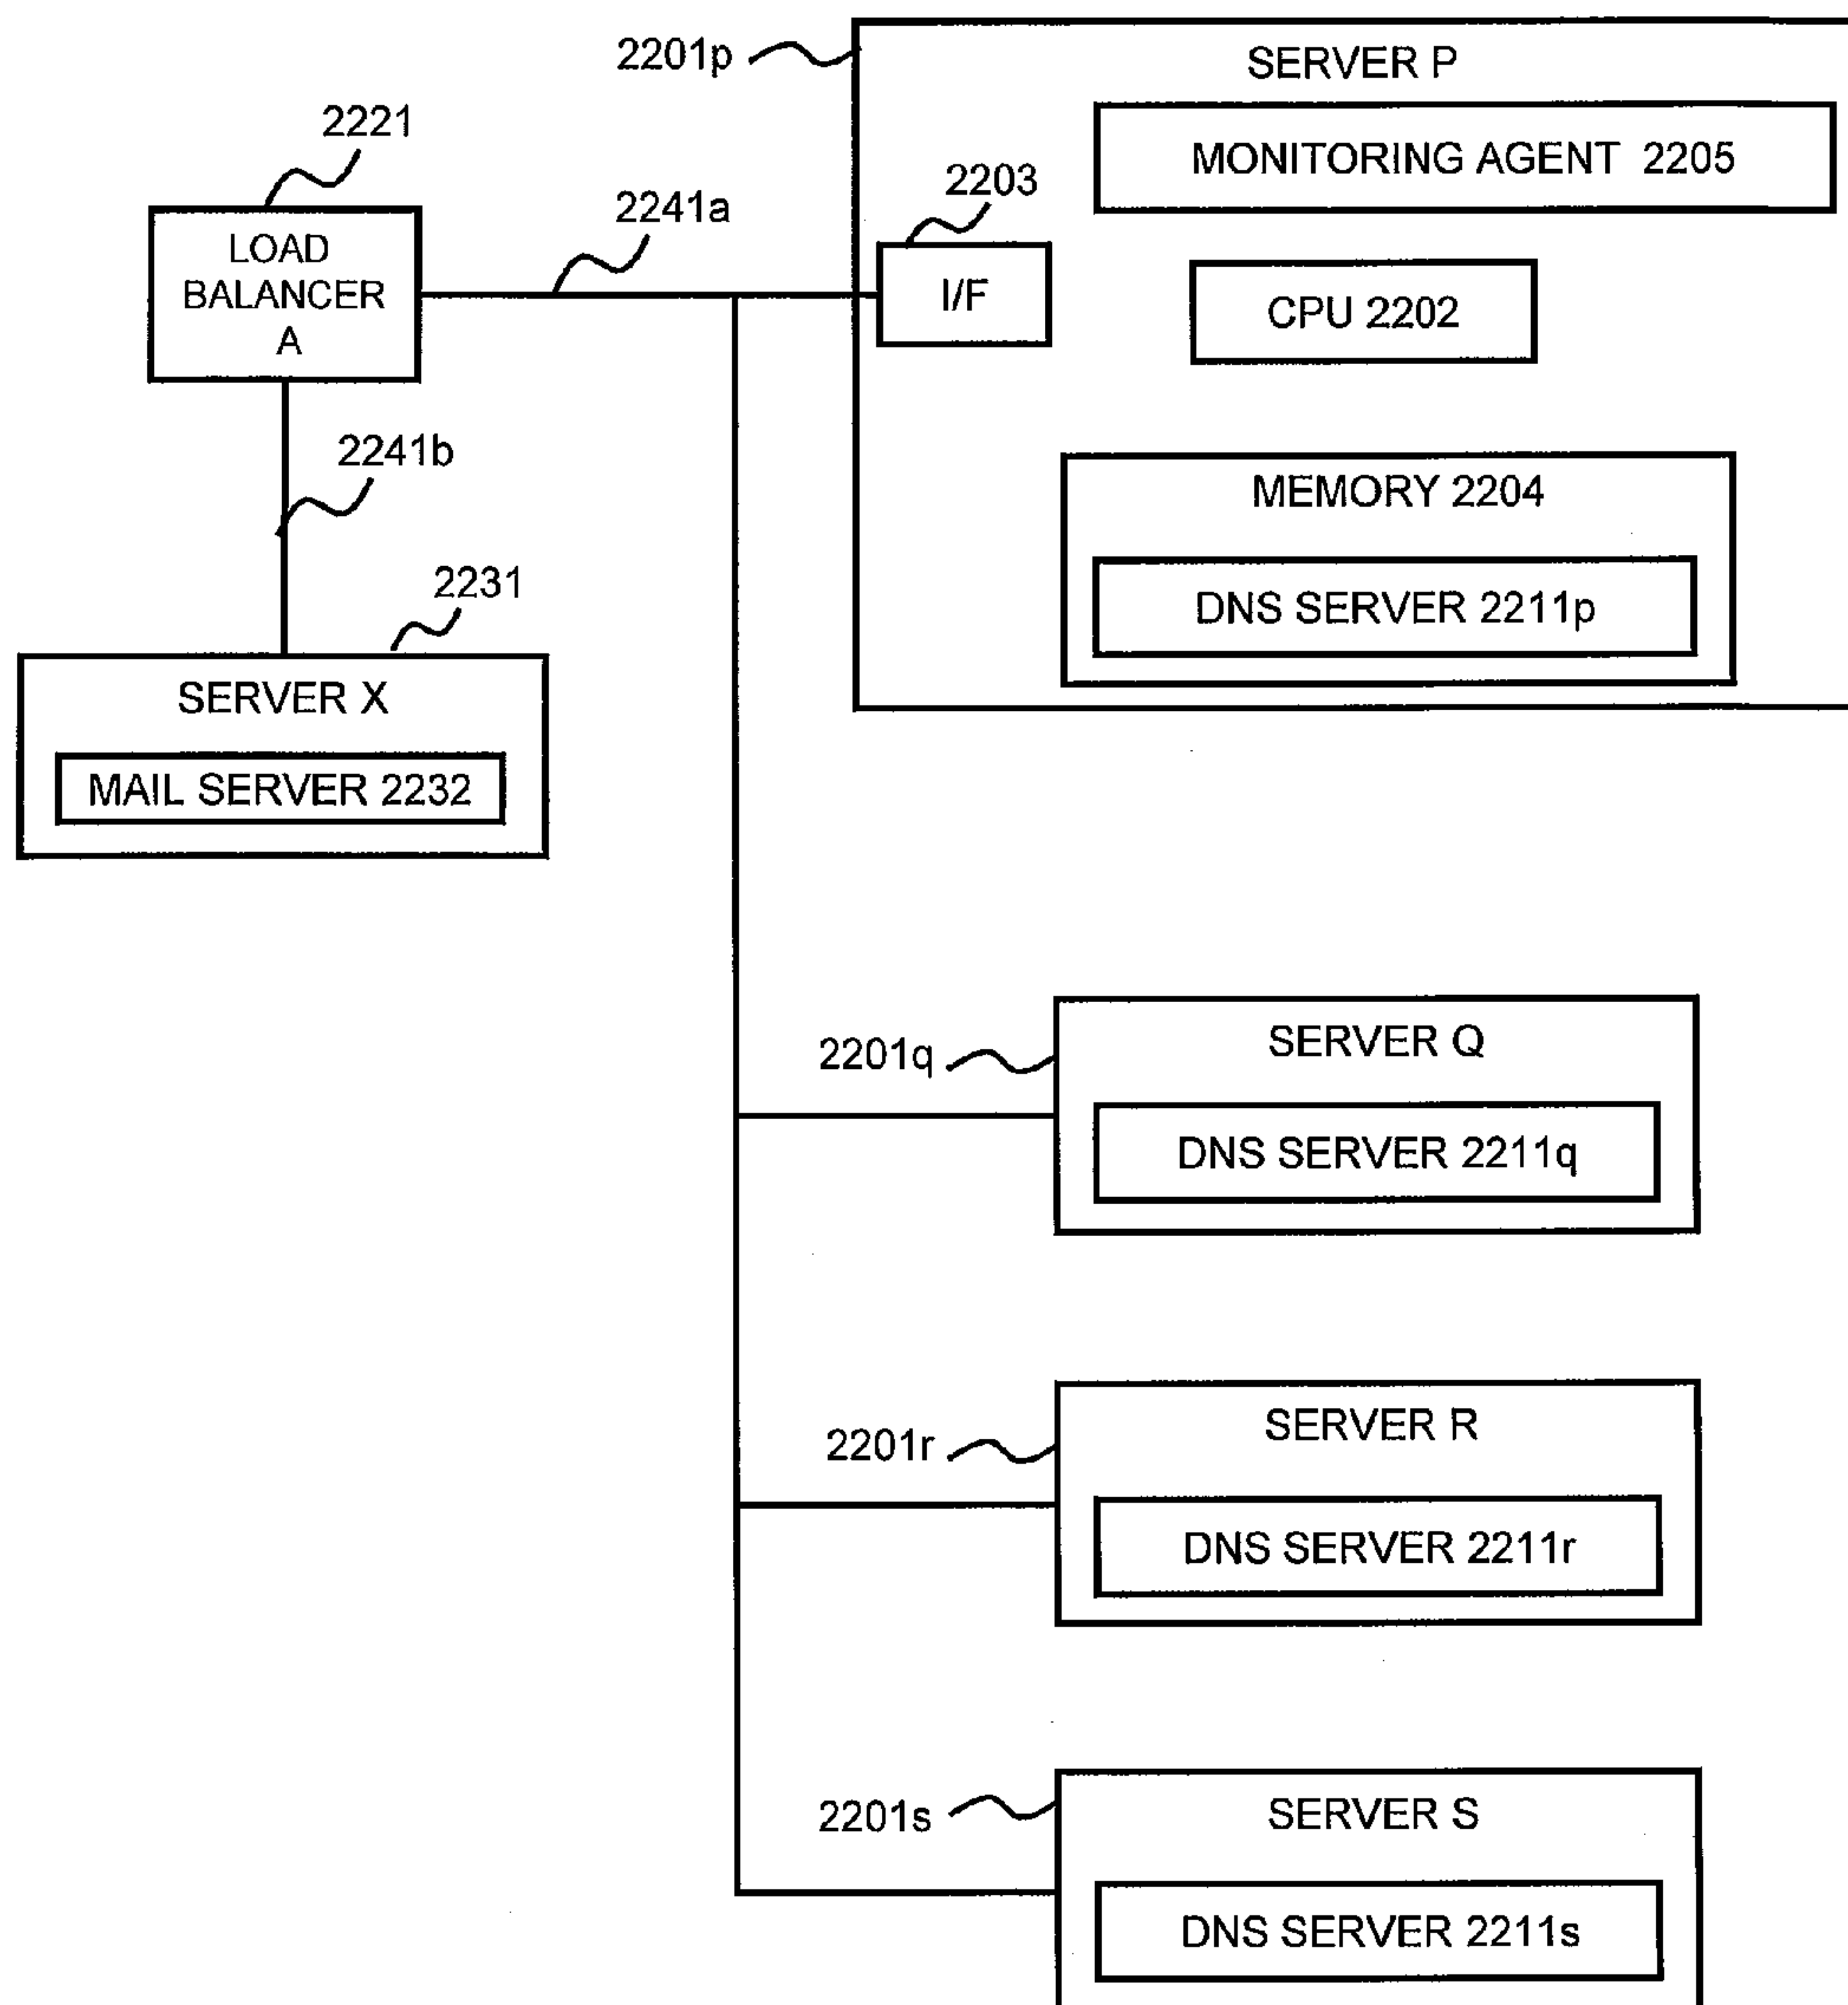 2201p
SERVER P
MONITORING AGENT 2205
2221
2203
2241a
LOAD
BALANCER
A
I/F
CPU 2202
2241b
MEMORY 2204
DNS SERVER 2211p
2231
SERVER X
MAIL SERVER 2232
2201q
SERVER Q
DNS SERVER 2211q
2201r
SERVER R
DNS SERVER 2211r
2201s
SERVER S
DNS SERVER 2211s